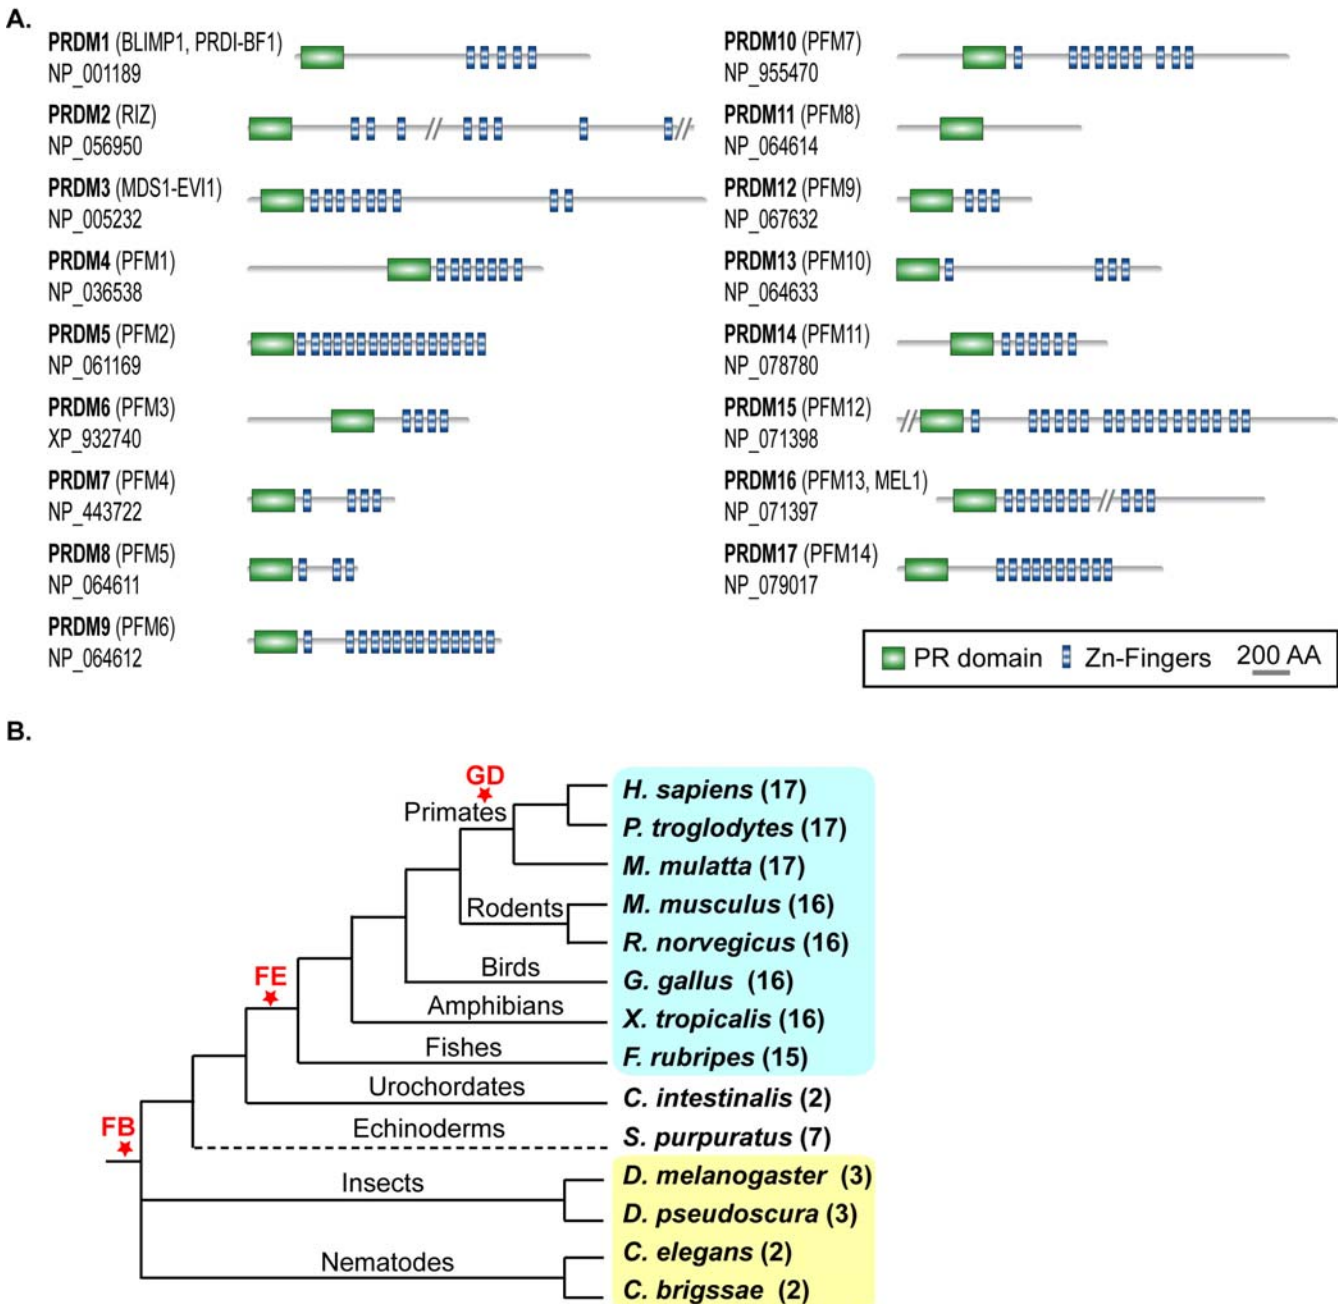 A.
PRDM1 (BLIMP1, PRDI-BF1)
NP_001189
PRDM2 (RIZ)
NP_056950
PRDM3 (MDS1-EVI1)
NP_005232
PRDM4 (PFM1)
NP_036538
PRDM5 (PFM2)
NP_061169
PRDM6 (PFM3)
XP_932740
PRDM7 (PFM4)
NP_443722
PRDM8 (PFM5)
NP_064611
PRDM9 (PFM6)
NP_064612
PRDM10 (PFM7)
NP_955470
PRDM11 (PFM8)
NP_064614
PRDM12 (PFM9)
NP_067632
PRDM13 (PFM10)
NP_064633
PRDM14 (PFM11)
NP_078780
PRDM15 (PFM12)
NP_071398
PRDM16 (PFM13, MEL1)
NP_071397
PRDM17 (PFM14)
NP_079017
PR domain Zn-Fingers 200 AA
B.
GD
Primates
Rodents
Birds
FE
Amphibians
Fishes
Urochordates
FB
Echinoderms
Insects
Nematodes
H. sapiens (17)
P. troglodytes (17)
M. mulatta (17)
M. musculus (16)
R. norvegicus (16)
G. gallus (16)
X. tropicalis (16)
F. rubripes (15)
C. intestinalis (2)
S. purpuratus (7)
D. melanogaster (3)
D. pseudoscura (3)
C. elegans (2)
C. brigssae (2)